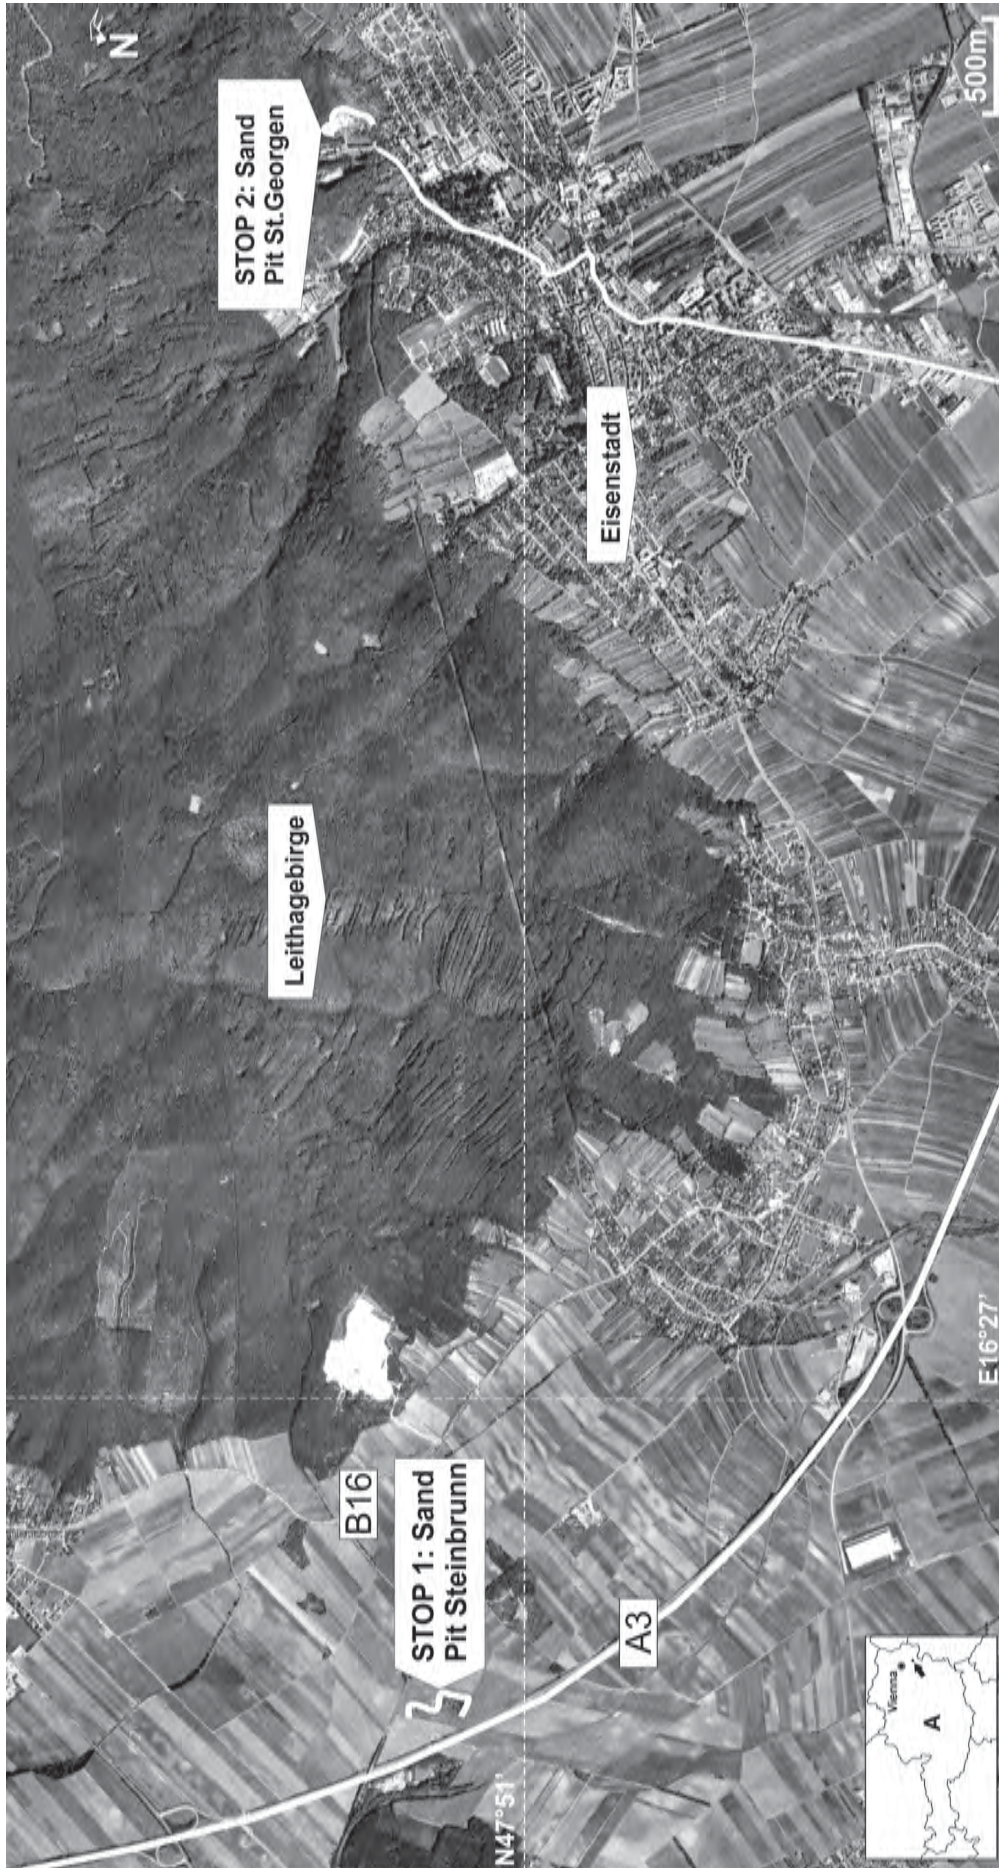 N
STOP 2: Sand
Pit St.Georgen
500m
Eisenstadt
Leithagebirge
B16
STOP 1: Sand
Pit Steinbrunn
A3
E16°27'
N47°51'
Vienna
A